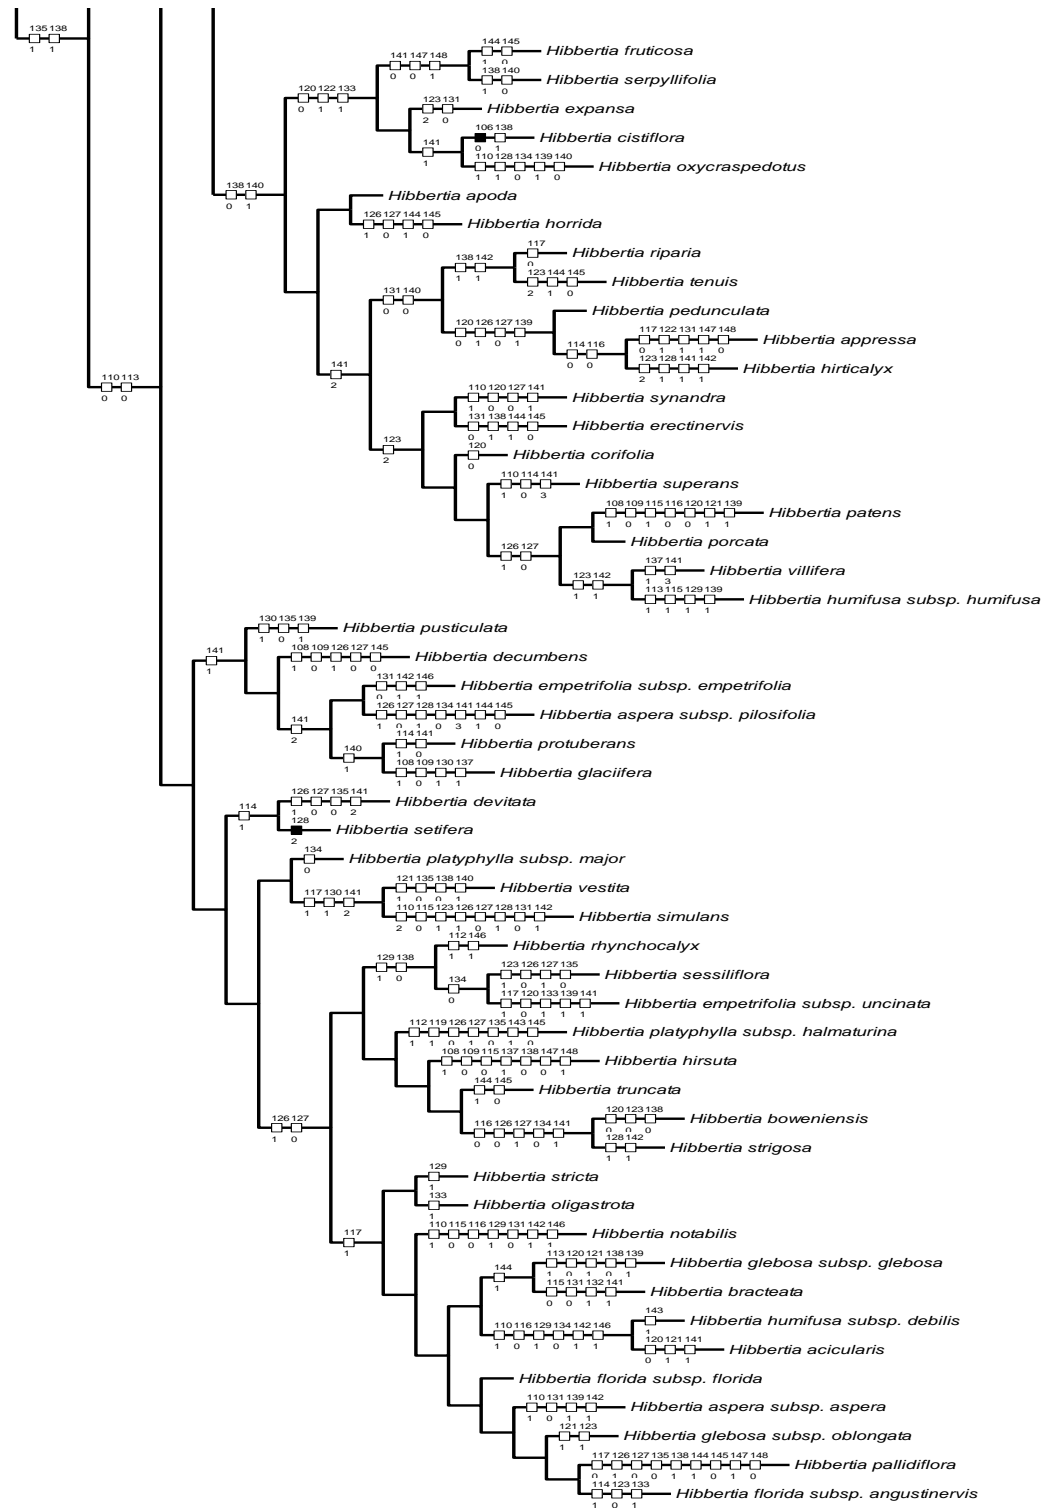 135 138
1 1
144 145
Hibbertia fruticosa
1 0
141 147 148
0 0 1
138 140
Hibbertia serpyllifolia
1 0
120 122 133
0 1 1
123 131
Hibbertia expansa
2 0
106 138
Hibbertia cistiflora
0 1
141
1
110 128 134 139 140
Hibbertia oxycraspedotus
1 1 0 1 0
138 140
0 1
Hibbertia apoda
126 127 144 145
Hibbertia horrida
1 0 1 0
117
Hibbertia riparia
0
138 142
1 1
123 144 145
Hibbertia tenuis
2 1 0
131 140
0 0
Hibbertia pedunculata
120 126 127 139
0 1 0 1
117 122 131 147 148
Hibbertia appressa
0 1 1 1 0
114 116
0 0
123 128 141 142
Hibbertia hirticalyx
2 1 1 1
141
2
110 113
0 0
110 120 127 141
Hibbertia synandra
1 0 0 1
131 138 144 145
Hibbertia erectinervis
0 1 1 0
123
2
120
Hibbertia corifolia
0
110 114 141
Hibbertia superans
1 0 3
108 109 115 116 120 121 139
Hibbertia patens
1 0 1 0 0 1 1
Hibbertia porcata
126 127
1 0
137 141
Hibbertia villifera
1 3
123 142
1 1
113 115 129 139
Hibbertia humifusa subsp. humifusa
1 1 1 1
130 135 139
Hibbertia pusticulata
1 0 1
141
1
108 109 126 127 145
Hibbertia decumbens
1 0 1 0 0
131 142 146
Hibbertia empetrifolia subsp. empetrifolia
0 1 1
126 127 128 134 141 144 145
Hibbertia aspera subsp. pilosifolia
1 0 1 0 3 1 0
141
2
114 141
Hibbertia protuberans
1 0
140
1
108 109 130 137
Hibbertia glaciifera
1 0 1 1
126 127 135 141
Hibbertia devitata
1 0 0 2
114
1
128
Hibbertia setifera
2
134
Hibbertia platyphylla subsp. major
0
121 135 138 140
Hibbertia vestita
1 0 0 1
117 130 141
1 1 2
110 115 123 126 127 128 131 142
Hibbertia simulans
2 0 1 1 0 1 0 1
112 146
Hibbertia rhynchocalyx
1 1
129 138
1 0
123 126 127 135
Hibbertia sessiliflora
1 0 1 0
134
0
117 120 133 139 141
Hibbertia empetrifolia subsp. uncinata
1 0 1 1 1
112 119 126 127 135 143 145
Hibbertia platyphylla subsp. halmaturina
1 1 0 1 0 1 0
108 109 115 137 138 147 148
Hibbertia hirsuta
1 0 0 1 0 0 1
144 145
Hibbertia truncata
1 0
120 123 138
Hibbertia boweniensis
0 0 0
116 126 127 134 141
0 0 1 0 1
128 142
Hibbertia strigosa
1 1
126 127
1 0
129
Hibbertia stricta
1
133
Hibbertia oligastrota
1
117
1
110 115 116 129 131 142 146
Hibbertia notabilis
1 0 0 1 0 1 1
113 120 121 138 139
Hibbertia glebosa subsp. glebosa
1 0 1 0 1
144
1
115 131 132 141
Hibbertia bracteata
0 0 1 1
143
Hibbertia humifusa subsp. debilis
1
110 116 129 134 142 146
1 0 1 0 1 1
120 121 141
Hibbertia acicularis
0 1 1
Hibbertia florida subsp. florida
110 131 139 142
Hibbertia aspera subsp. aspera
1 0 1 1
121 123
Hibbertia glebosa subsp. oblongata
1 1
117 126 127 135 138 144 145 147 148
Hibbertia pallidiflora
0 1 0 0 1 1 0 1 0
114 123 133
Hibbertia florida subsp. angustinervis
1 0 1